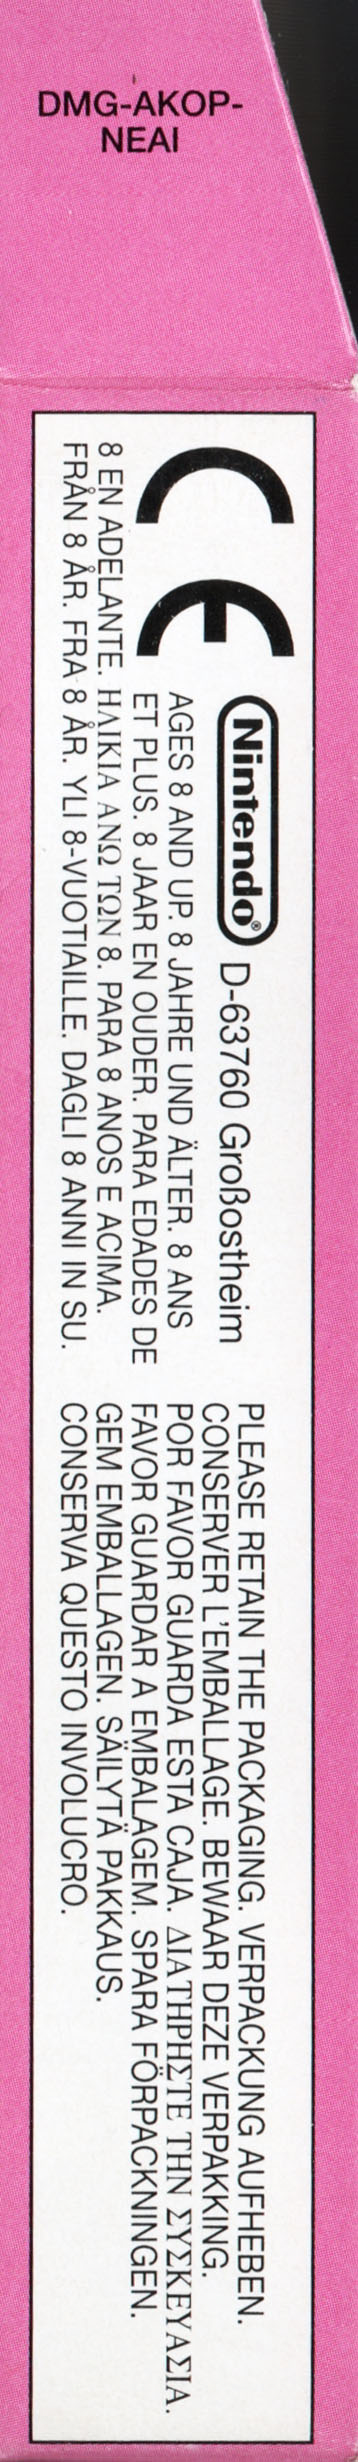 DMG-AKOP-
NEAI
CE
Nintendo® D-63760 Großostheim
AGES 8 AND UP. 8 JAHRE UND ÄLTER. 8 ANS
ET PLUS. 8 JAAR EN OUDER. PARA EDADES DE
8 EN ADELANTE. ΗΛΙΚΙΑ ΑΝΩ ΤΩΝ 8. PARA 8 ANOS E ACIMA.
FRÅN 8 ÅR. FRA 8 ÅR. YLI 8-VUOTIAILLE. DAGLI 8 ANNI IN SU.
PLEASE RETAIN THE PACKAGING. VERPACKUNG AUFHEBEN.
CONSERVER L'EMBALLAGE. BEWAAR DEZE VERPAKKING.
POR FAVOR GUARDA ESTA CAJA. ΔΙΑΤΗΡΗΣΤΕ ΤΗΝ ΣΥΣΚΕΥΑΣΙΑ.
FAVOR GUARDAR A EMBALAGEM. SPARA FÖRPACKNINGEN.
GEM EMBALLAGEN. SÄILYTÄ PAKKAUS.
CONSERVA QUESTO INVOLUCRO.